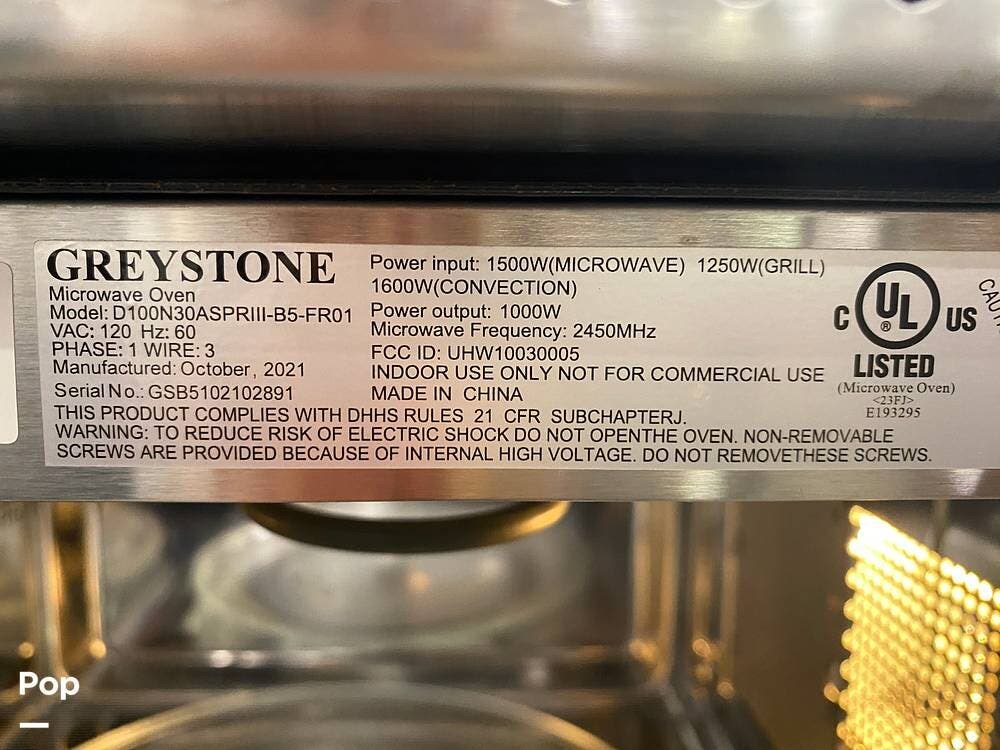 GREYSTONE
Microwave Oven
Model: D100N30ASPRIII-B5-FR01
VAC: 120 Hz: 60
PHASE: 1 WIRE: 3
Manufactured: October, 2021
Serial No.: GSB5102102891
Power input: 1500W(MICROWAVE) 1250W(GRILL)
1600W(CONVECTION)
Power output: 1000W
Microwave Frequency: 2450MHz
FCC ID: UHW10030005
INDOOR USE ONLY NOT FOR COMMERCIAL USE
MADE IN CHINA
THIS PRODUCT COMPLIES WITH DHHS RULES 21 CFR SUBCHAPTERJ.
WARNING: TO REDUCE RISK OF ELECTRIC SHOCK DO NOT OPENTHE OVEN. NON-REMOVABLE
SCREWS ARE PROVIDED BECAUSE OF INTERNAL HIGH VOLTAGE. DO NOT REMOVETHESE SCREWS.
C UL US
®
LISTED
(Microwave Oven)
<23FJ>
E193295
Pop